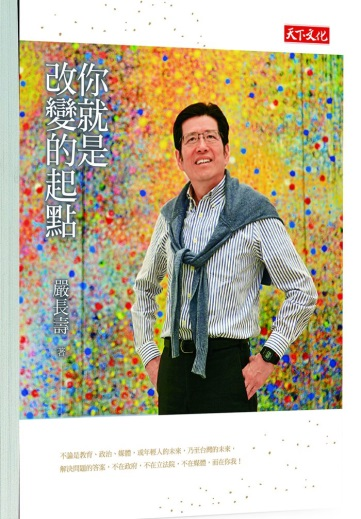 天下文化
你就是
改變的起點
嚴長壽 著
不論是教育、政治、媒體，或年輕人的未來，乃至台灣的未來，
解決問題的答案，不在政府，不在立法院，不在媒體，而在你我！